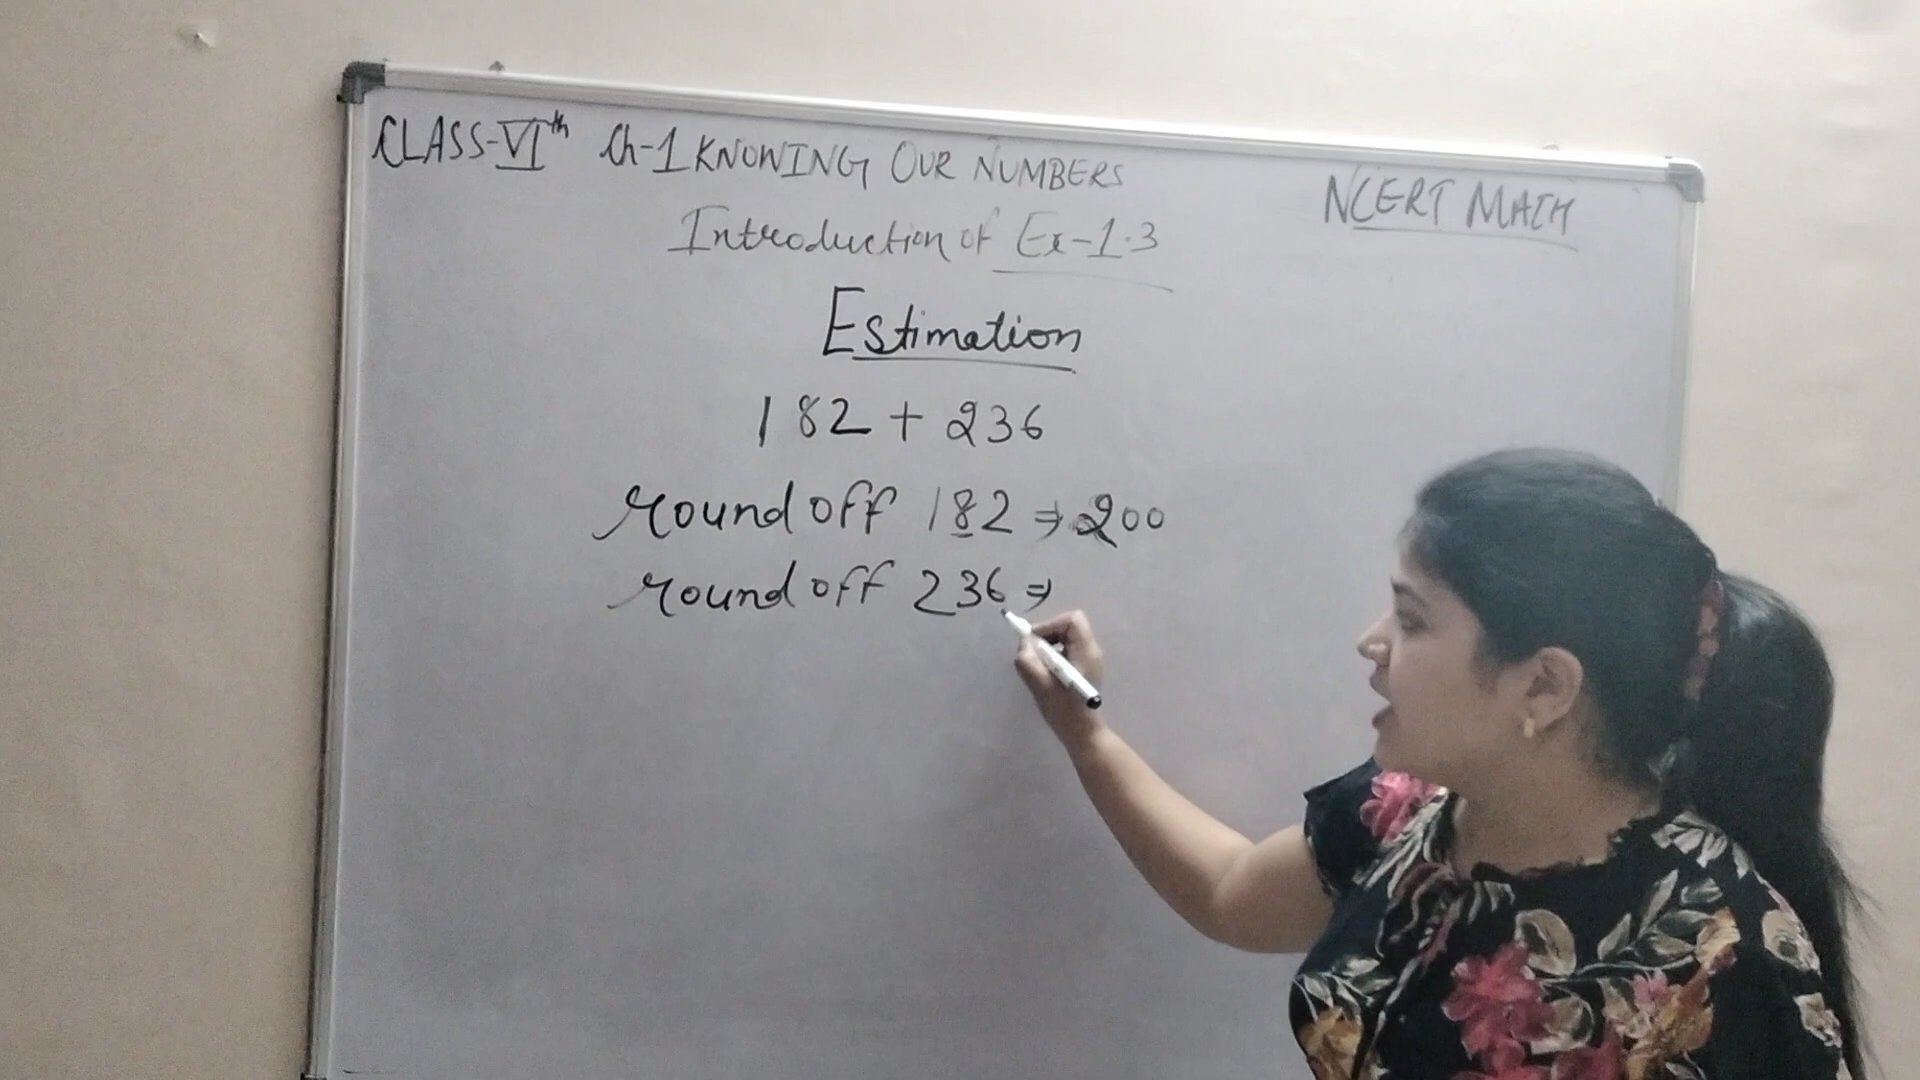 CLASS-VIth Ch-1 KNOWING OUR NUMBERS
NCERT MATH
Introduction of Ex-1.3
Estimation
182 + 236
round off 182 ⇒ 200
round off 236 ⇒